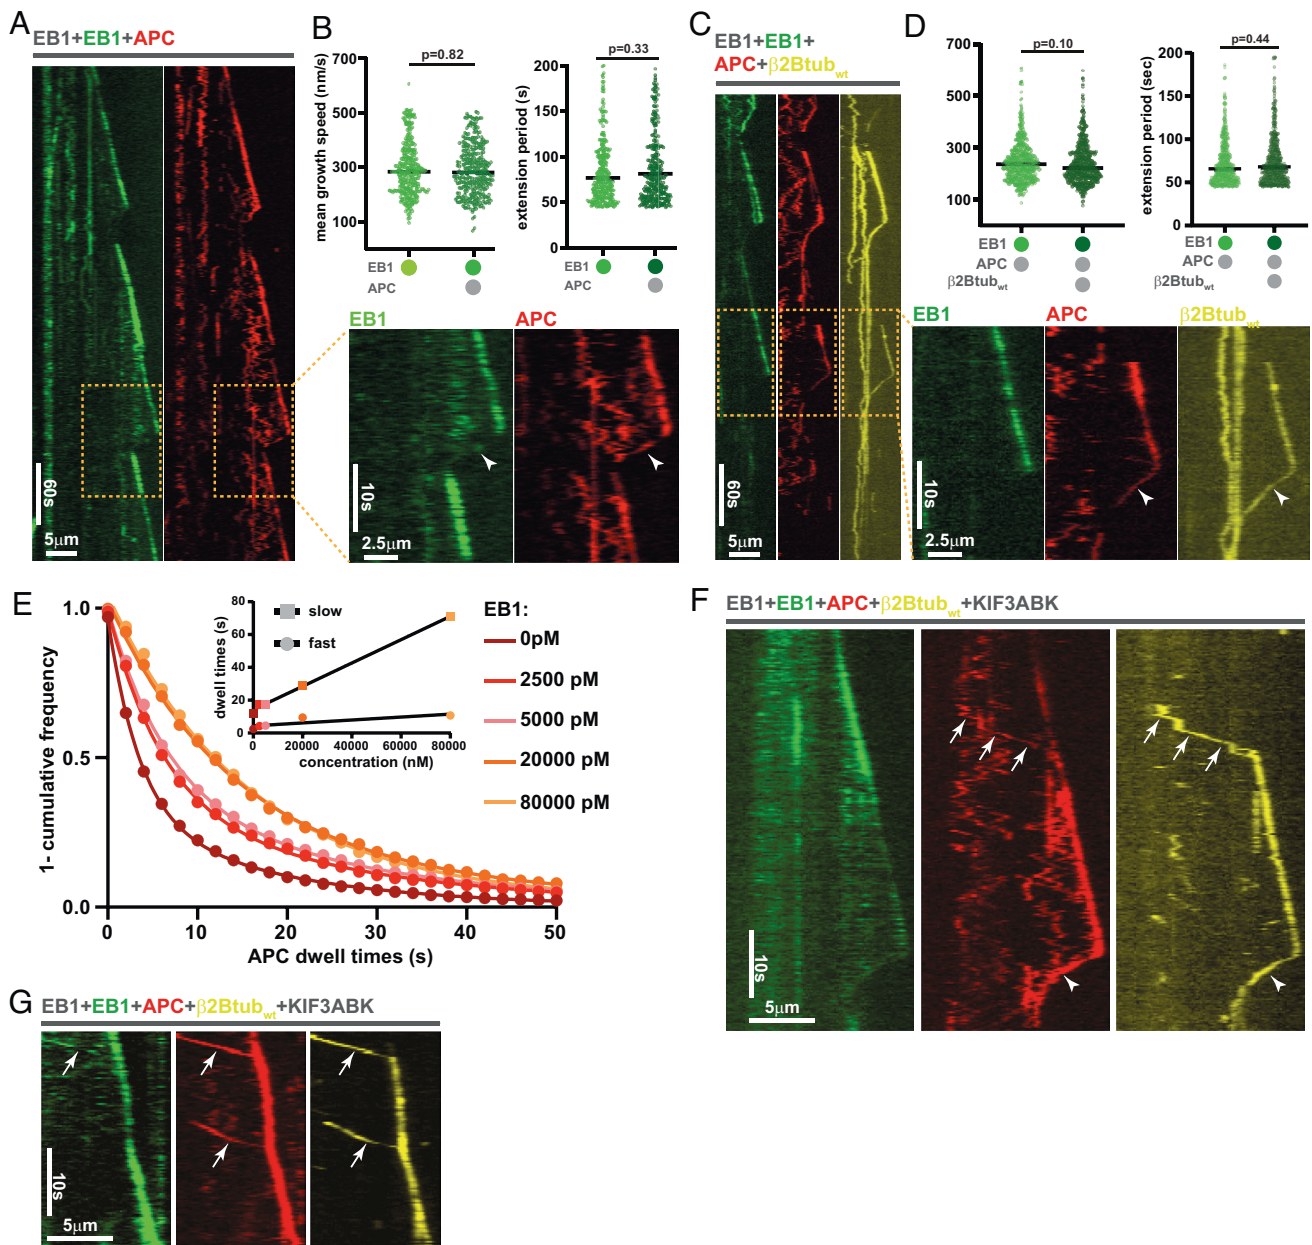 A
EB1+EB1+APC
60s
5μm
B
mean growth speed (nm/s)
700
500
300
100
p=0.82
EB1
APC
extension period (s)
200
150
100
50
0
p=0.33
EB1
APC
EB1
APC
10s
2.5μm
C
EB1+EB1+
APC+β2Btub_wt
60s
5μm
D
700
500
300
100
p=0.10
EB1
APC
β2Btub_wt
extension period (sec)
200
150
100
50
0
p=0.44
EB1
APC
β2Btub_wt
EB1
APC
β2Btub_wt
10s
2.5μm
E
1- cumulative frequency
1.0
0.5
0.0
0
10
20
30
40
50
APC dwell times (s)
dwell times (s)
80
60
40
20
0
slow
fast
0
20000
40000
60000
80000
concentration (nM)
EB1:
0pM
2500 pM
5000 pM
20000 pM
80000 pM
F
EB1+EB1+APC+β2Btub_wt+KIF3ABK
10s
5μm
G
EB1+EB1+APC+β2Btub_wt+KIF3ABK
10s
5μm